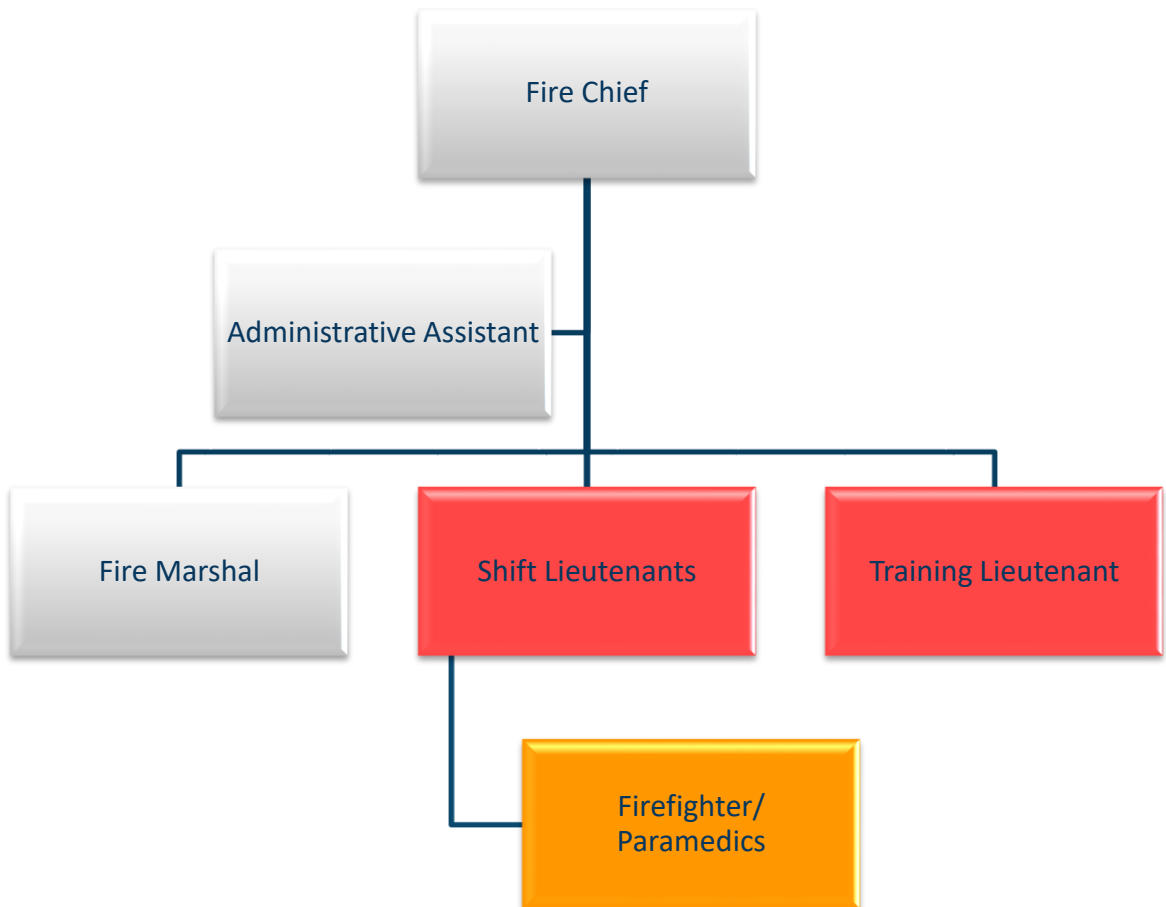 Fire Chief
Administrative Assistant
Fire Marshal
Shift Lieutenants
Training Lieutenant
Firefighter/
Paramedics